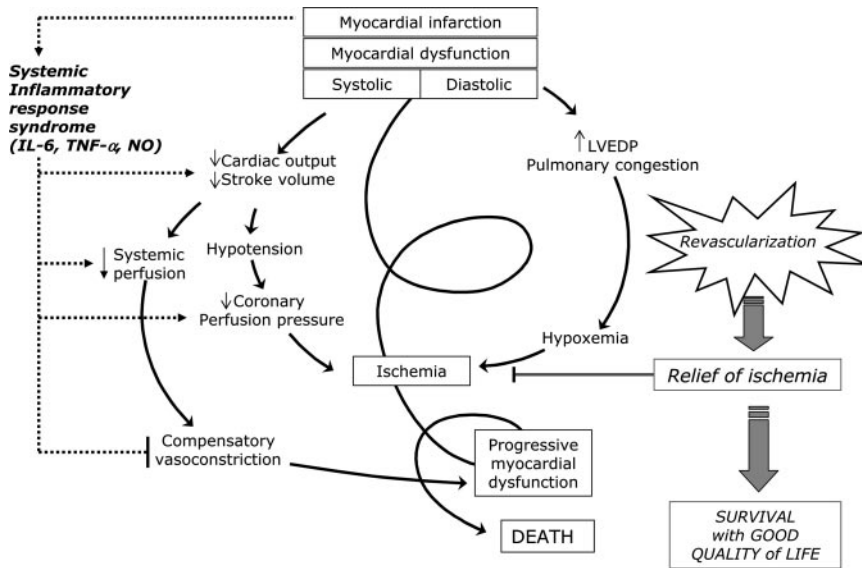 Myocardial infarction
Myocardial dysfunction
Systolic
Diastolic
Systemic
Inflammatory
response
syndrome
(IL-6, TNF-α, NO)
↓Cardiac output
↓Stroke volume
↑LVEDP
Pulmonary congestion
Revascularization
↓ Systemic
perfusion
Hypotension
↓Coronary
Perfusion pressure
Hypoxemia
Ischemia
Relief of ischemia
Compensatory
vasoconstriction
Progressive
myocardial
dysfunction
DEATH
SURVIVAL
with GOOD
QUALITY of LIFE